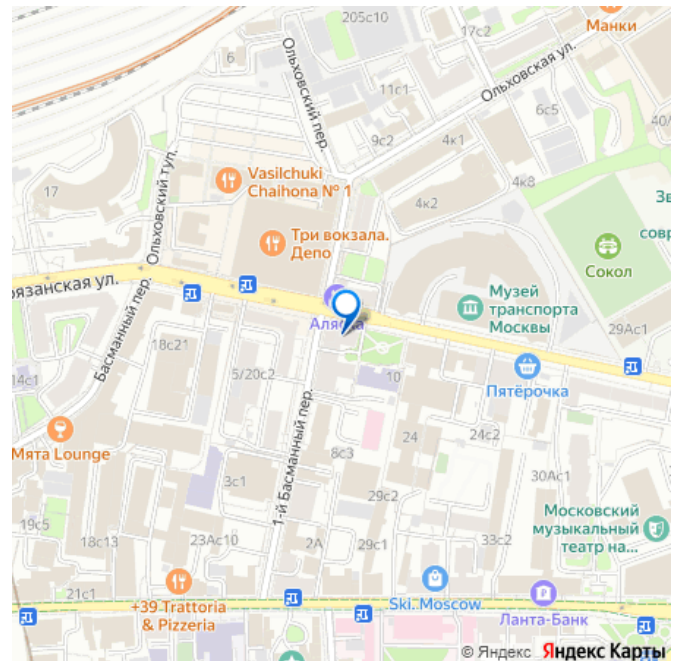 205с10
17с2
Манки
6
Ольховский пер.
11с1
Ольховская ул.
6с5
40/
9с2
4к1
Vasilchuki
Chaihona № 1
4к8
17
Ольховский туп.
4к2
Зв
совр
Три вокзала.
Депо
Сокол
язанская ул.
Музей
транспорта
Москвы
Аляска
29Ас1
Басманный пер.
18с21
14с1
5/20с2
10
Пятёрочка
1-й Басманный пер.
Мята Lounge
24
24с2
8с3
3с1
30Ас1
29с2
19с5
18с13
23Ас10
2А
29с1
33с2
Московский
музыкальный
театр на...
21с1
+39 Trattoria
& Pizzeria
Ski. Moscow
Ланта-Банк
© Яндекс Яндекс Карты